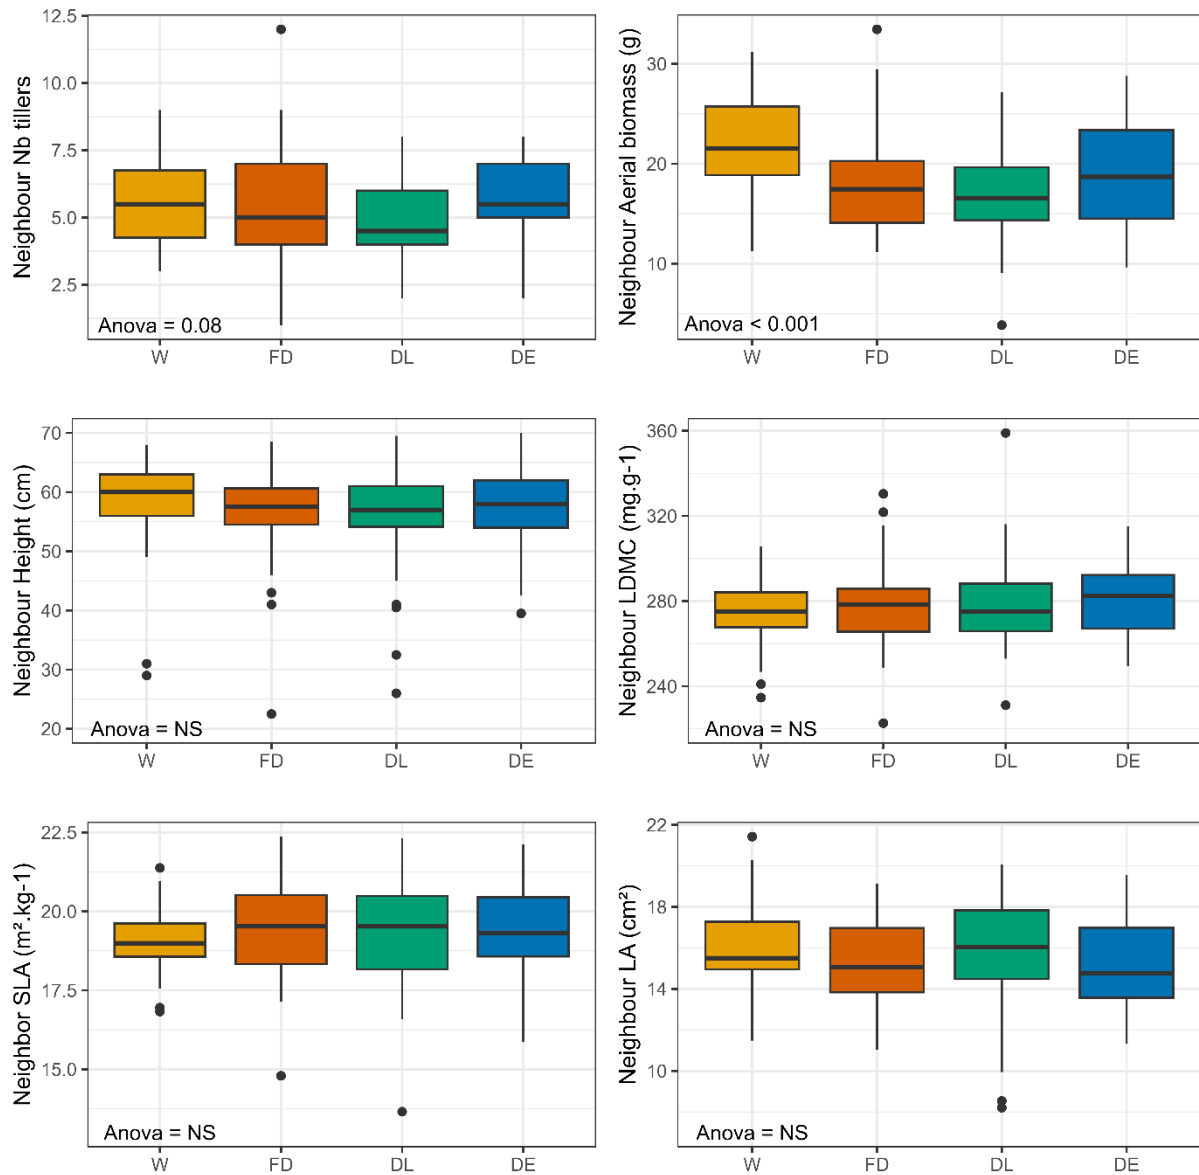 Neighbour Nb tillers
12.5
10.0
7.5
5.0
2.5
Anova = 0.08
W FD DL DE
Neighbour Aerial biomass (g)
30
20
10
Anova < 0.001
W FD DL DE
Neighbour Height (cm)
70
60
50
40
30
20
Anova = NS
W FD DL DE
Neighbour LDMC (mg.g-1)
360
320
280
240
Anova = NS
W FD DL DE
Neighbor SLA (m².kg-1)
22.5
20.0
17.5
15.0
Anova = NS
W FD DL DE
Neighbour LA (cm²)
22
18
14
10
Anova = NS
W FD DL DE